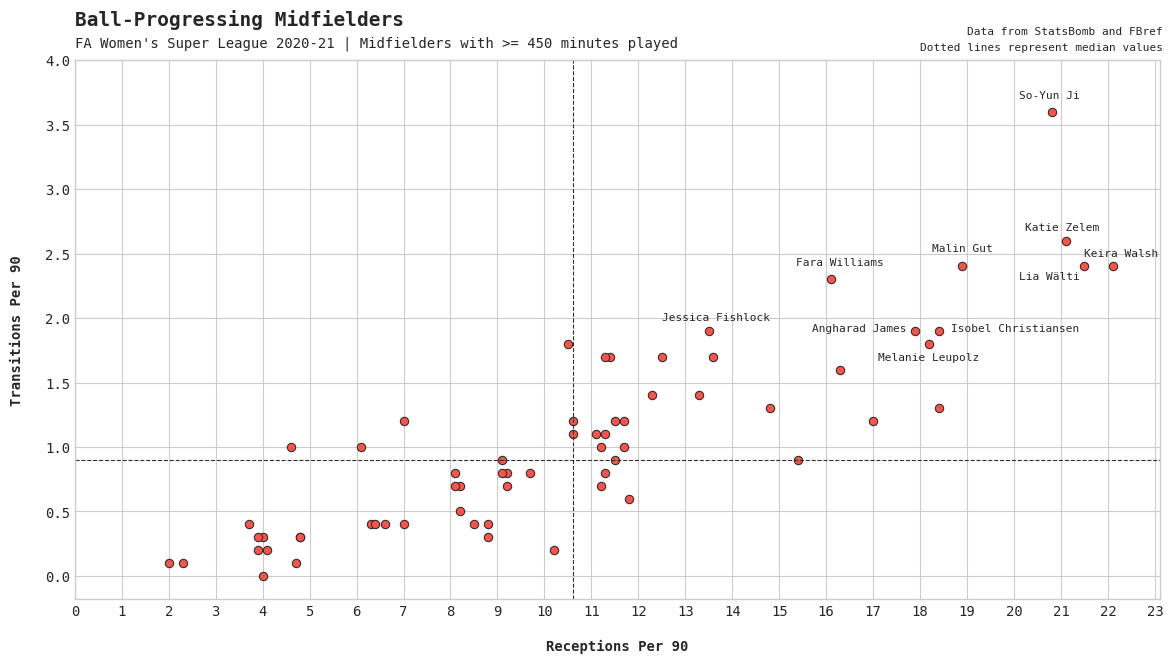 Ball-Progressing Midfielders
FA Women's Super League 2020-21 | Midfielders with >= 450 minutes played
Data from StatsBomb and FBref
Dotted lines represent median values
4.0
3.5
3.0
2.5
2.0
1.5
1.0
0.5
0.0
Transitions Per 90
So-Yun Ji
Katie Zelem
Malin Gut
Keira Walsh
Fara Williams
Lia Wälti
Jessica Fishlock
Angharad James
Isobel Christiansen
Melanie Leupolz
0 1 2 3 4 5 6 7 8 9 10 11 12 13 14 15 16 17 18 19 20 21 22 23
Receptions Per 90